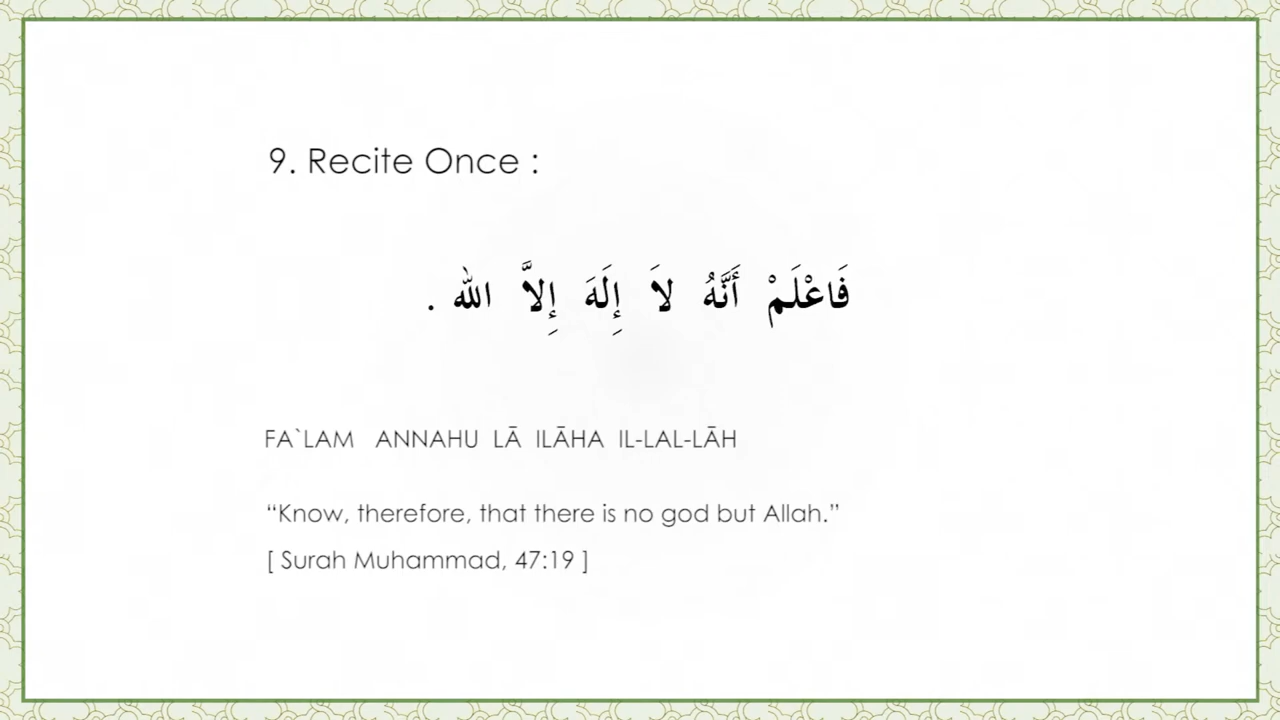 9. Recite Once :
فَاعْلَمْ أَنَّهُ لاَ إِلَهَ إِلاَّ الله .
FA`LAM ANNAHU LĀ ILĀHA IL-LAL-LĀH
“Know, therefore, that there is no god but Allah.”
[ Surah Muhammad, 47:19 ]